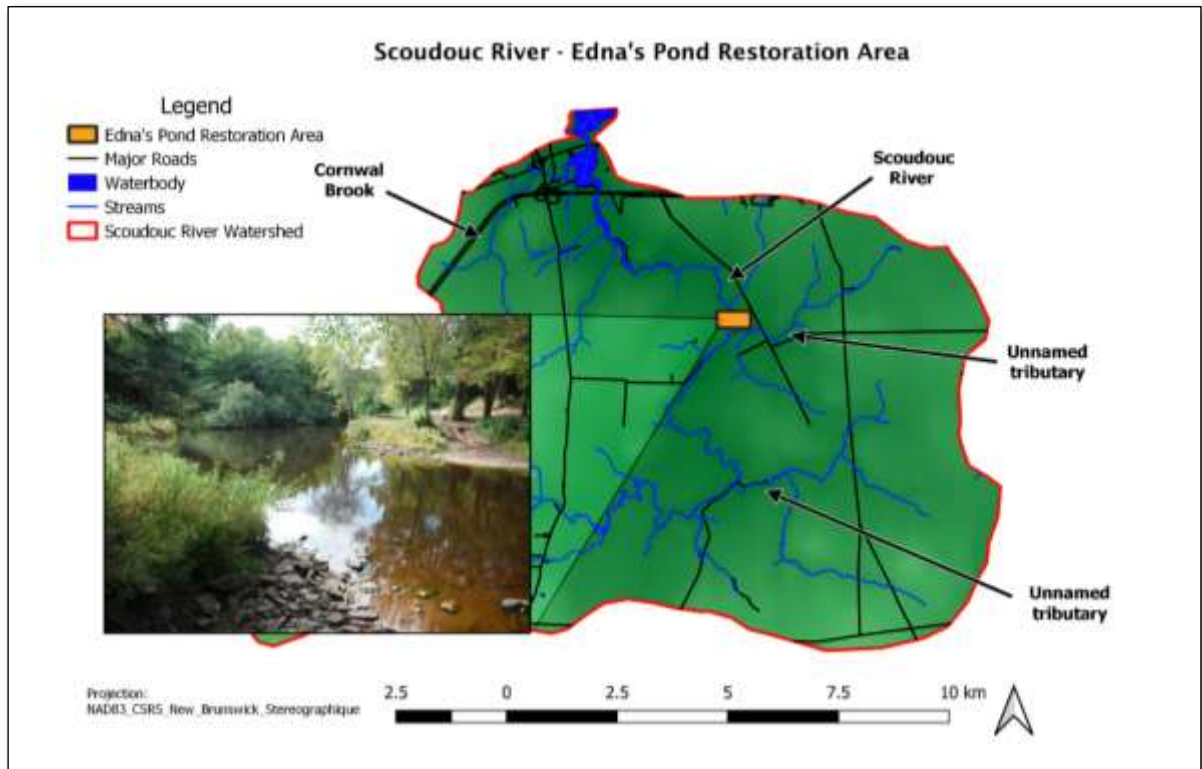 Scoudouc River - Edna's Pond Restoration Area
Legend
Edna's Pond Restoration Area
Major Roads
Waterbody
Streams
Scoudouc River Watershed
Cornwal
Brook
Scoudouc
River
Unnamed
tributary
Unnamed
tributary
Projection:
NAD83_CSRS_New_Brunswick_Stereographique
2.5 0 2.5 5 7.5 10 km